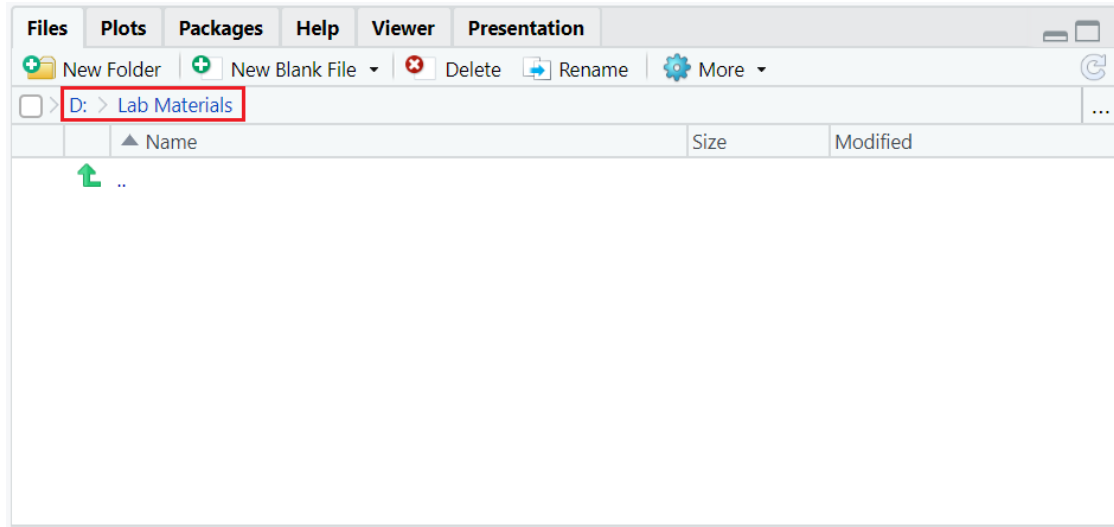 Files Plots Packages Help Viewer Presentation
New Folder New Blank File Delete Rename More
D: > Lab Materials ...
Name Size Modified
..